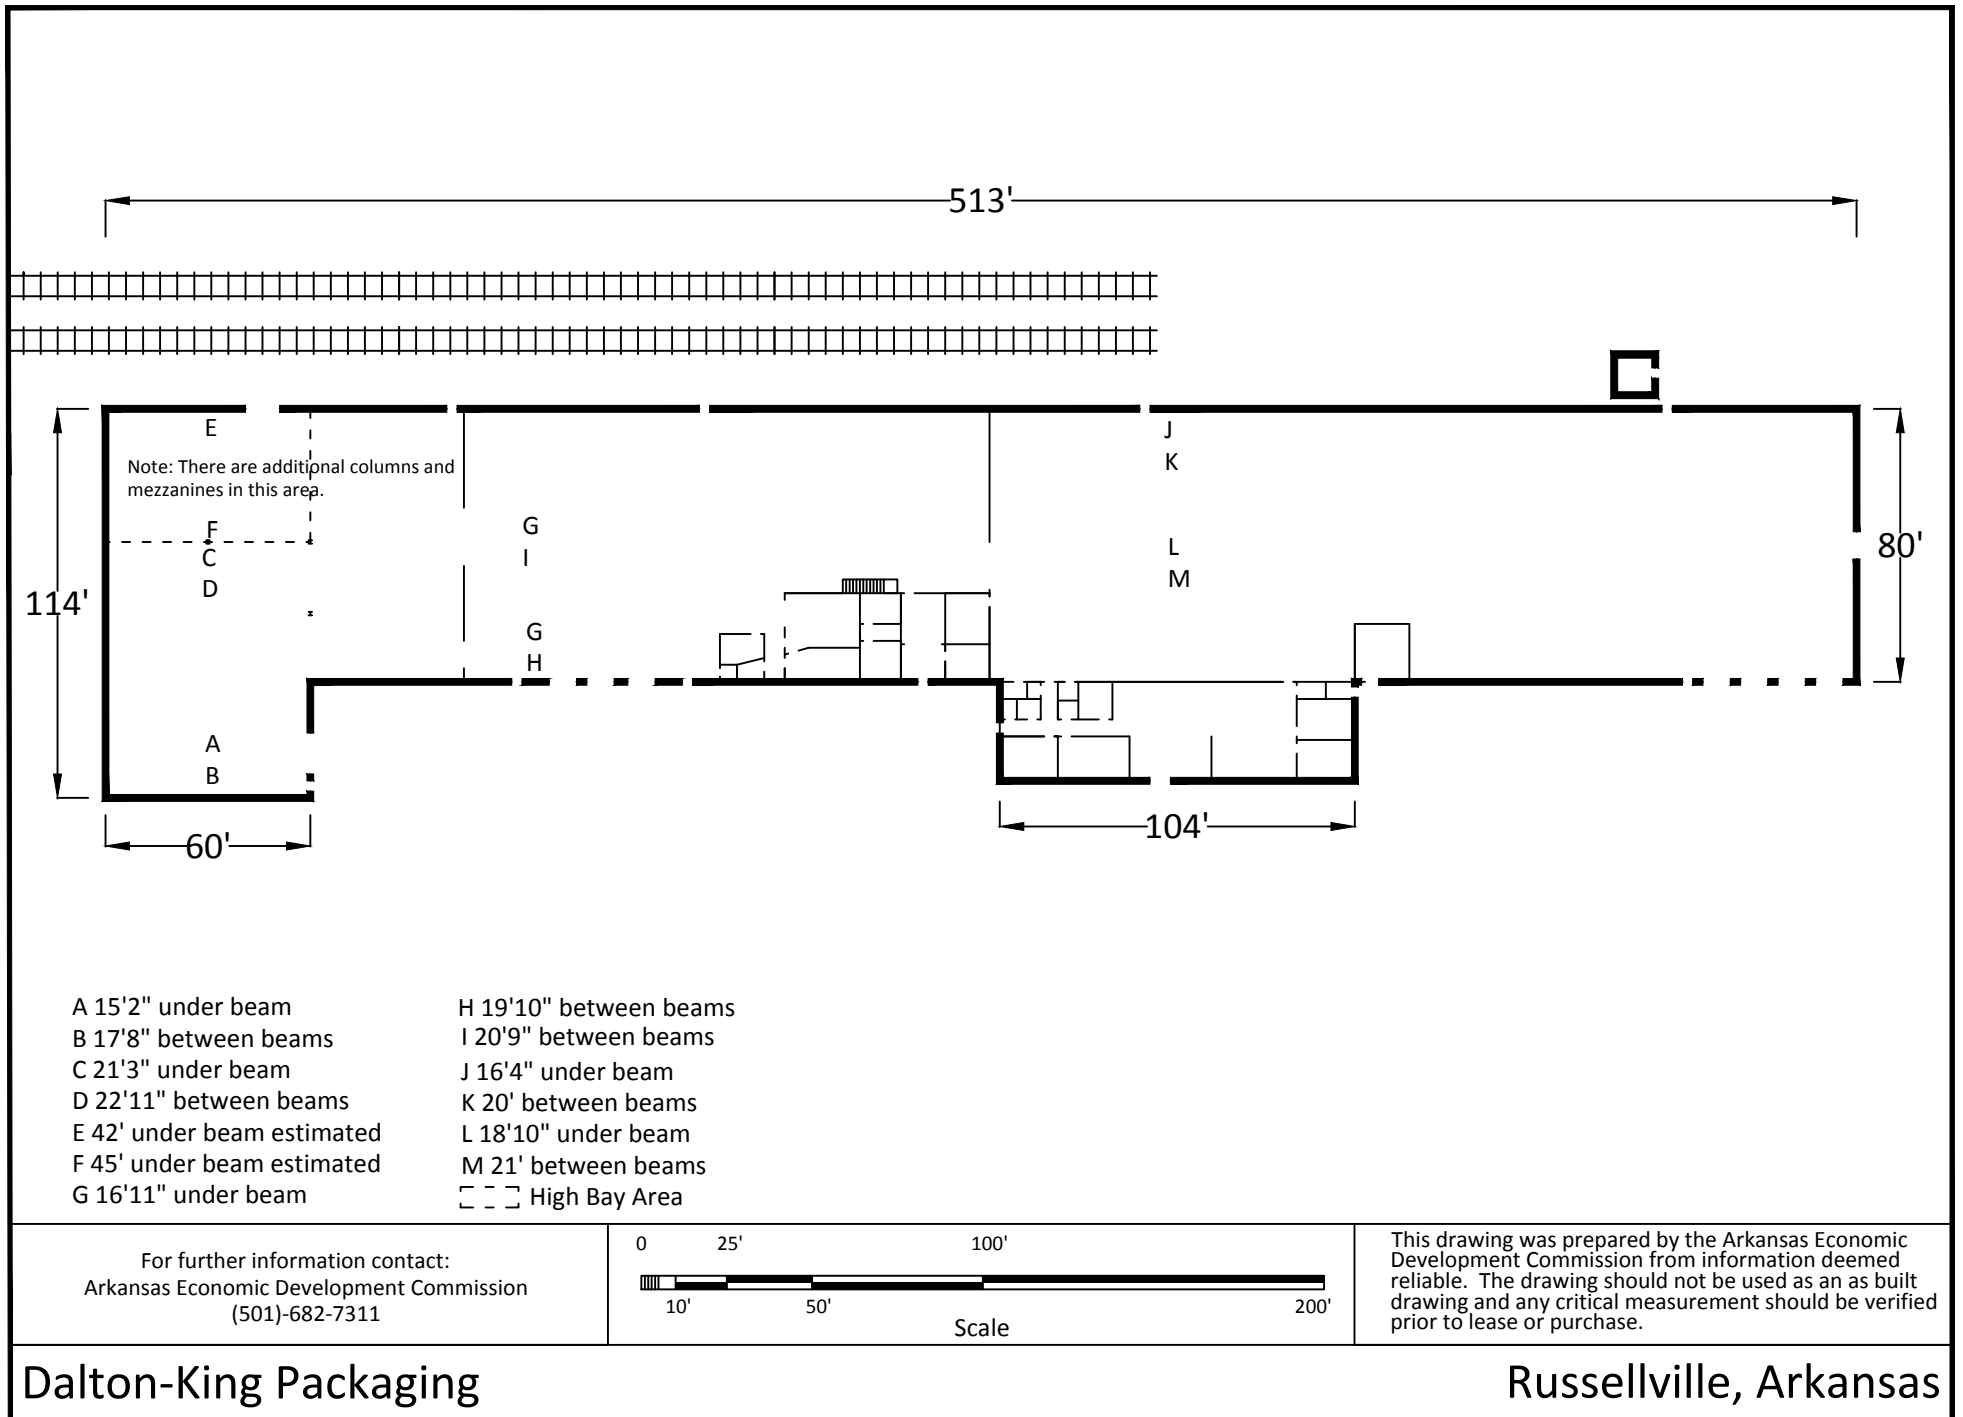 513'
E
J
K
Note: There are additional columns and
mezzanines in this area.
F
G
C
I
L
80'
D
M
114'
G
H
A
B
60'
104'
A 15'2" under beam
B 17'8" between beams
C 21'3" under beam
D 22'11" between beams
E 42' under beam estimated
F 45' under beam estimated
G 16'11" under beam
H 19'10" between beams
I 20'9" between beams
J 16'4" under beam
K 20' between beams
L 18'10" under beam
M 21' between beams
High Bay Area
For further information contact:
Arkansas Economic Development Commission
(501)-682-7311
0 25' 100'
10' 50' 200'
Scale
This drawing was prepared by the Arkansas Economic
Development Commission from information deemed
reliable. The drawing should not be used as an as built
drawing and any critical measurement should be verified
prior to lease or purchase.
Dalton-King Packaging
Russellville, Arkansas